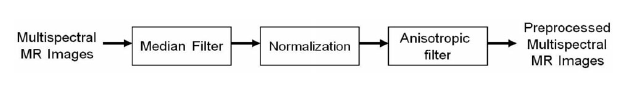 Multispectral
MR Images
Median Filter
Normalization
Anisotropic
filter
Preprocessed
Multispectral
MR Images